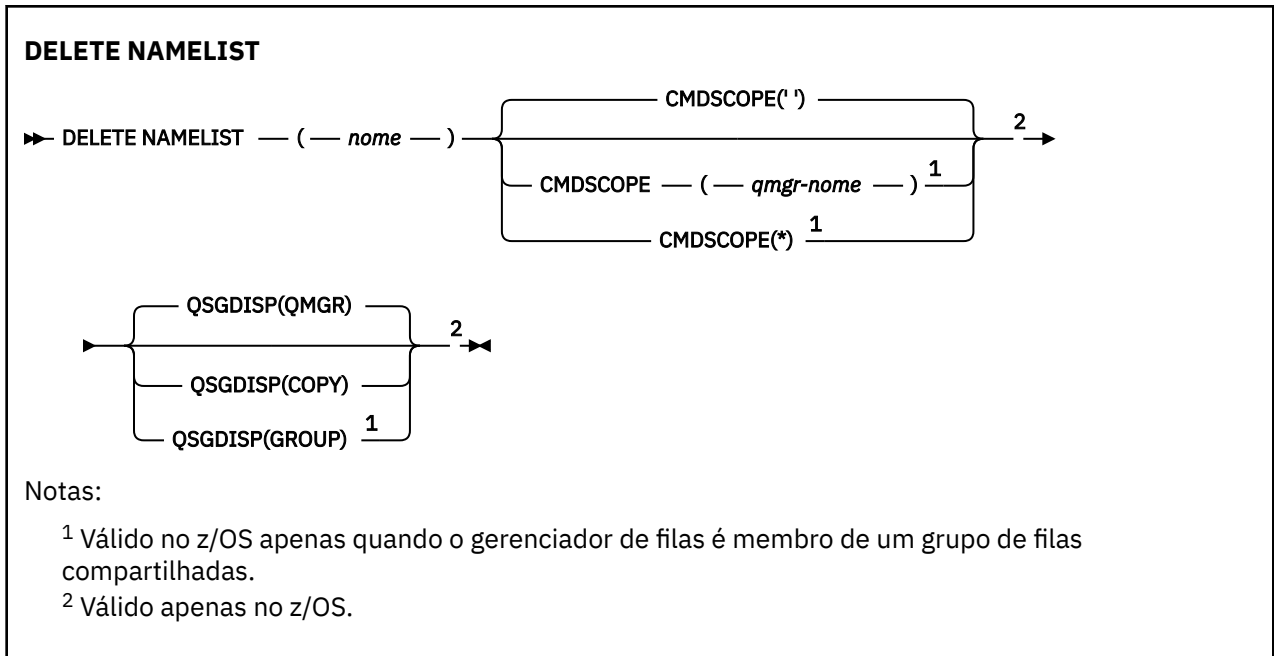 DELETE NAMELIST
CMDSCOPE(' ')
DELETE NAMELIST ( nome ) 2
CMDSCOPE ( qmgr-nome ) 1
CMDSCOPE(*) 1
QSGDISP(QMGR)
2
QSGDISP(COPY)
QSGDISP(GROUP) 1
Notas:
1 Válido no z/OS apenas quando o gerenciador de filas é membro de um grupo de filas
compartilhadas.
2 Válido apenas no z/OS.